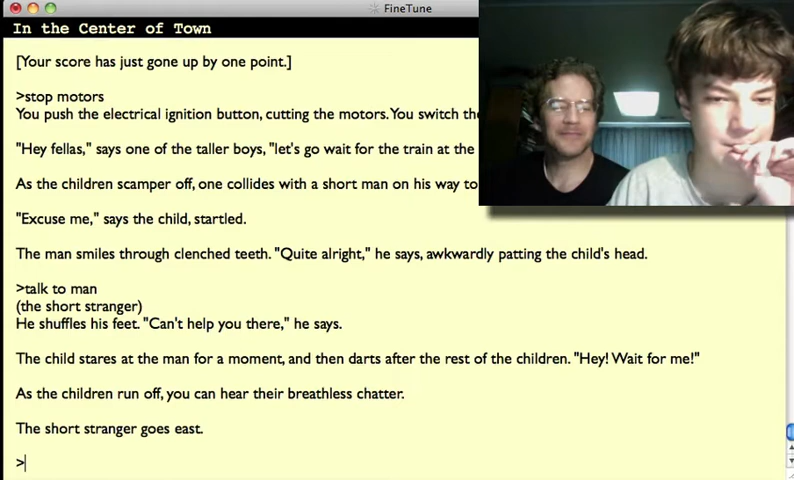 FineTune
In the Center of Town
[Your score has just gone up by one point.]
>stop motors
You push the electrical ignition button, cutting the motors. You switch the
"Hey fellas," says one of the taller boys, "let's go wait for the train at the
As the children scamper off, one collides with a short man on his way to
"Excuse me," says the child, startled.
The man smiles through clenched teeth. "Quite alright," he says, awkwardly patting the child's head.
>talk to man
(the short stranger)
He shuffles his feet. "Can't help you there," he says.
The child stares at the man for a moment, and then darts after the rest of the children. "Hey! Wait for me!"
As the children run off, you can hear their breathless chatter.
The short stranger goes east.
>